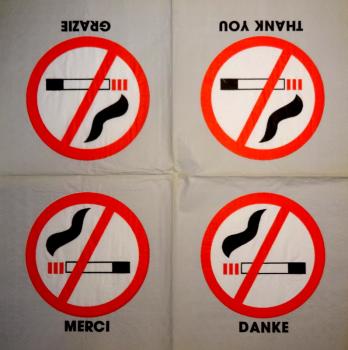 GRAZIE
THANK YOU
MERCI
DANKE